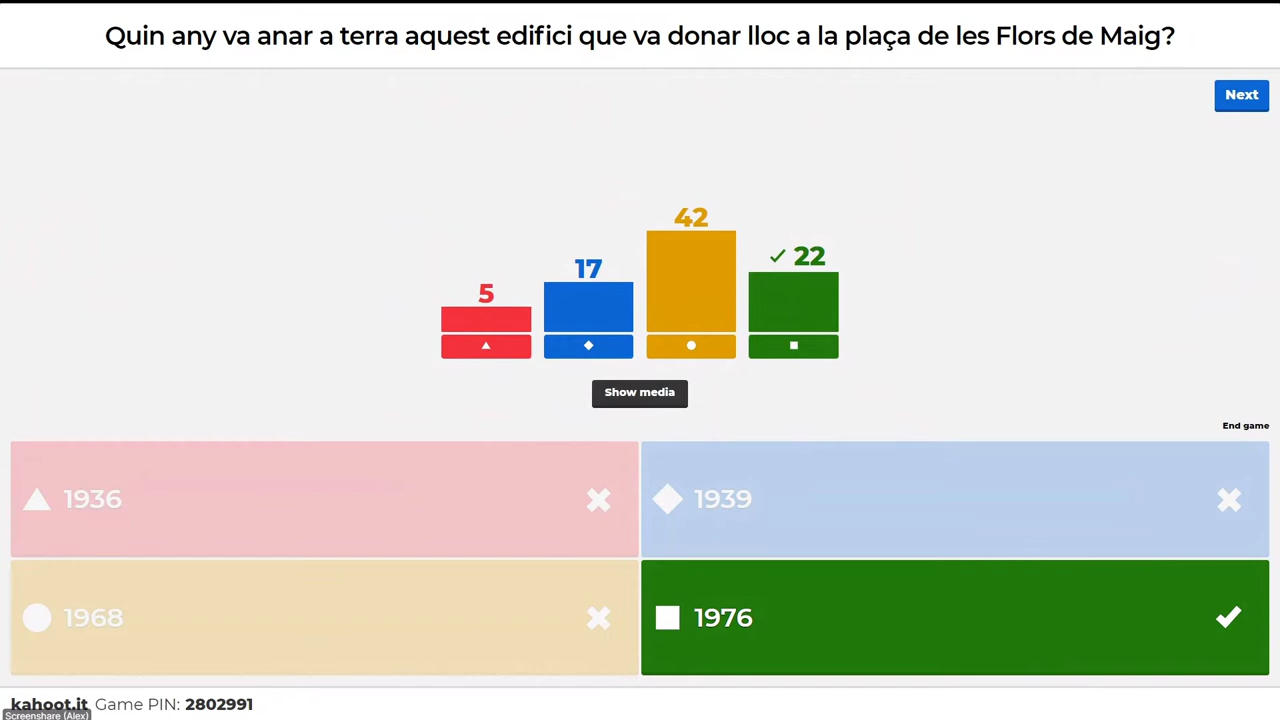 Quin any va anar a terra aquest edifici que va donar lloc a la plaça de les Flors de Maig?
Next
42
22
17
5
Show media
End game
1936
1939
1968
1976
kahoot.it Game PIN: 2802991
Screenshare (Alex)